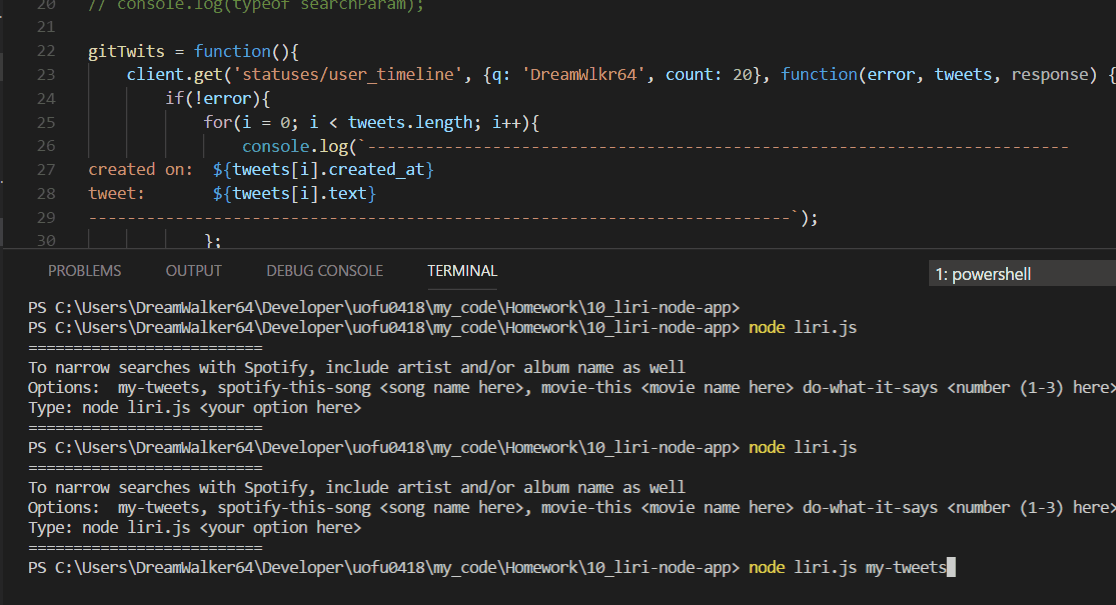 20 // console.log(typeof searchParam);
21
22 gitTwits = function(){
23 client.get('statuses/user_timeline', {q: 'DreamWlkr64', count: 20}, function(error, tweets, response) {
24 if(!error){
25 for(i = 0; i < tweets.length; i++){
26 console.log(`-------------------------------------------------------------------------
27 created on:  ${tweets[i].created_at}
28 tweet:       ${tweets[i].text}
29 -------------------------------------------------------------------------`);
30 };
PROBLEMS OUTPUT DEBUG CONSOLE TERMINAL 1: powershell
PS C:\Users\DreamWalker64\Developer\uofu0418\my_code\Homework\10_liri-node-app>
PS C:\Users\DreamWalker64\Developer\uofu0418\my_code\Homework\10_liri-node-app> node liri.js
==========================
To narrow searches with Spotify, include artist and/or album name as well
Options:  my-tweets, spotify-this-song <song name here>, movie-this <movie name here> do-what-it-says <number (1-3) here>
Type: node liri.js <your option here>
==========================
PS C:\Users\DreamWalker64\Developer\uofu0418\my_code\Homework\10_liri-node-app> node liri.js
==========================
To narrow searches with Spotify, include artist and/or album name as well
Options:  my-tweets, spotify-this-song <song name here>, movie-this <movie name here> do-what-it-says <number (1-3) here>
Type: node liri.js <your option here>
==========================
PS C:\Users\DreamWalker64\Developer\uofu0418\my_code\Homework\10_liri-node-app> node liri.js my-tweets